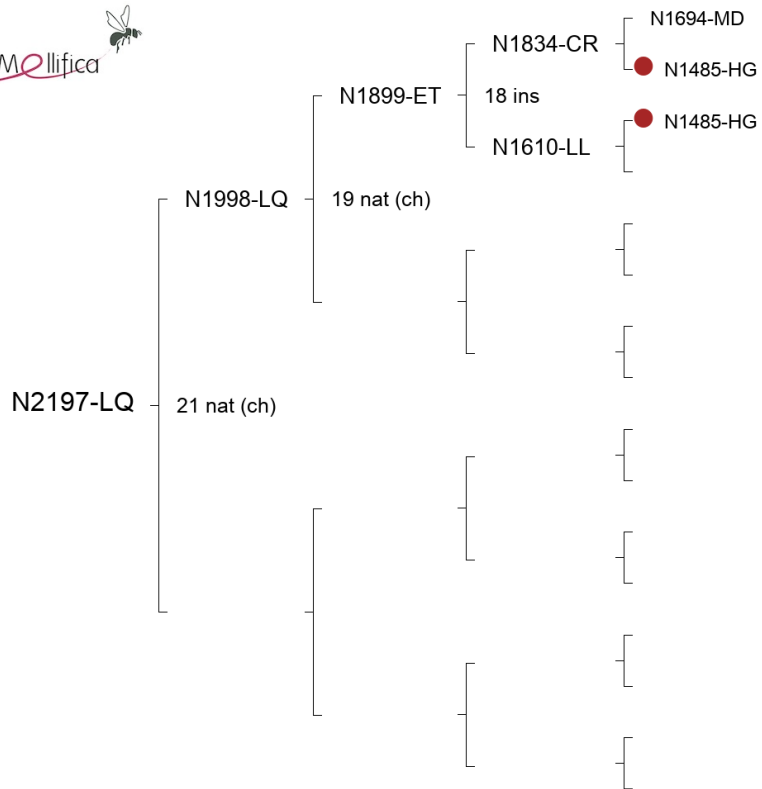 Mellifica
N1694-MD
N1834-CR
N1485-HG
N1899-ET
18 ins
N1485-HG
N1610-LL
N1998-LQ
19 nat (ch)
N2197-LQ
21 nat (ch)